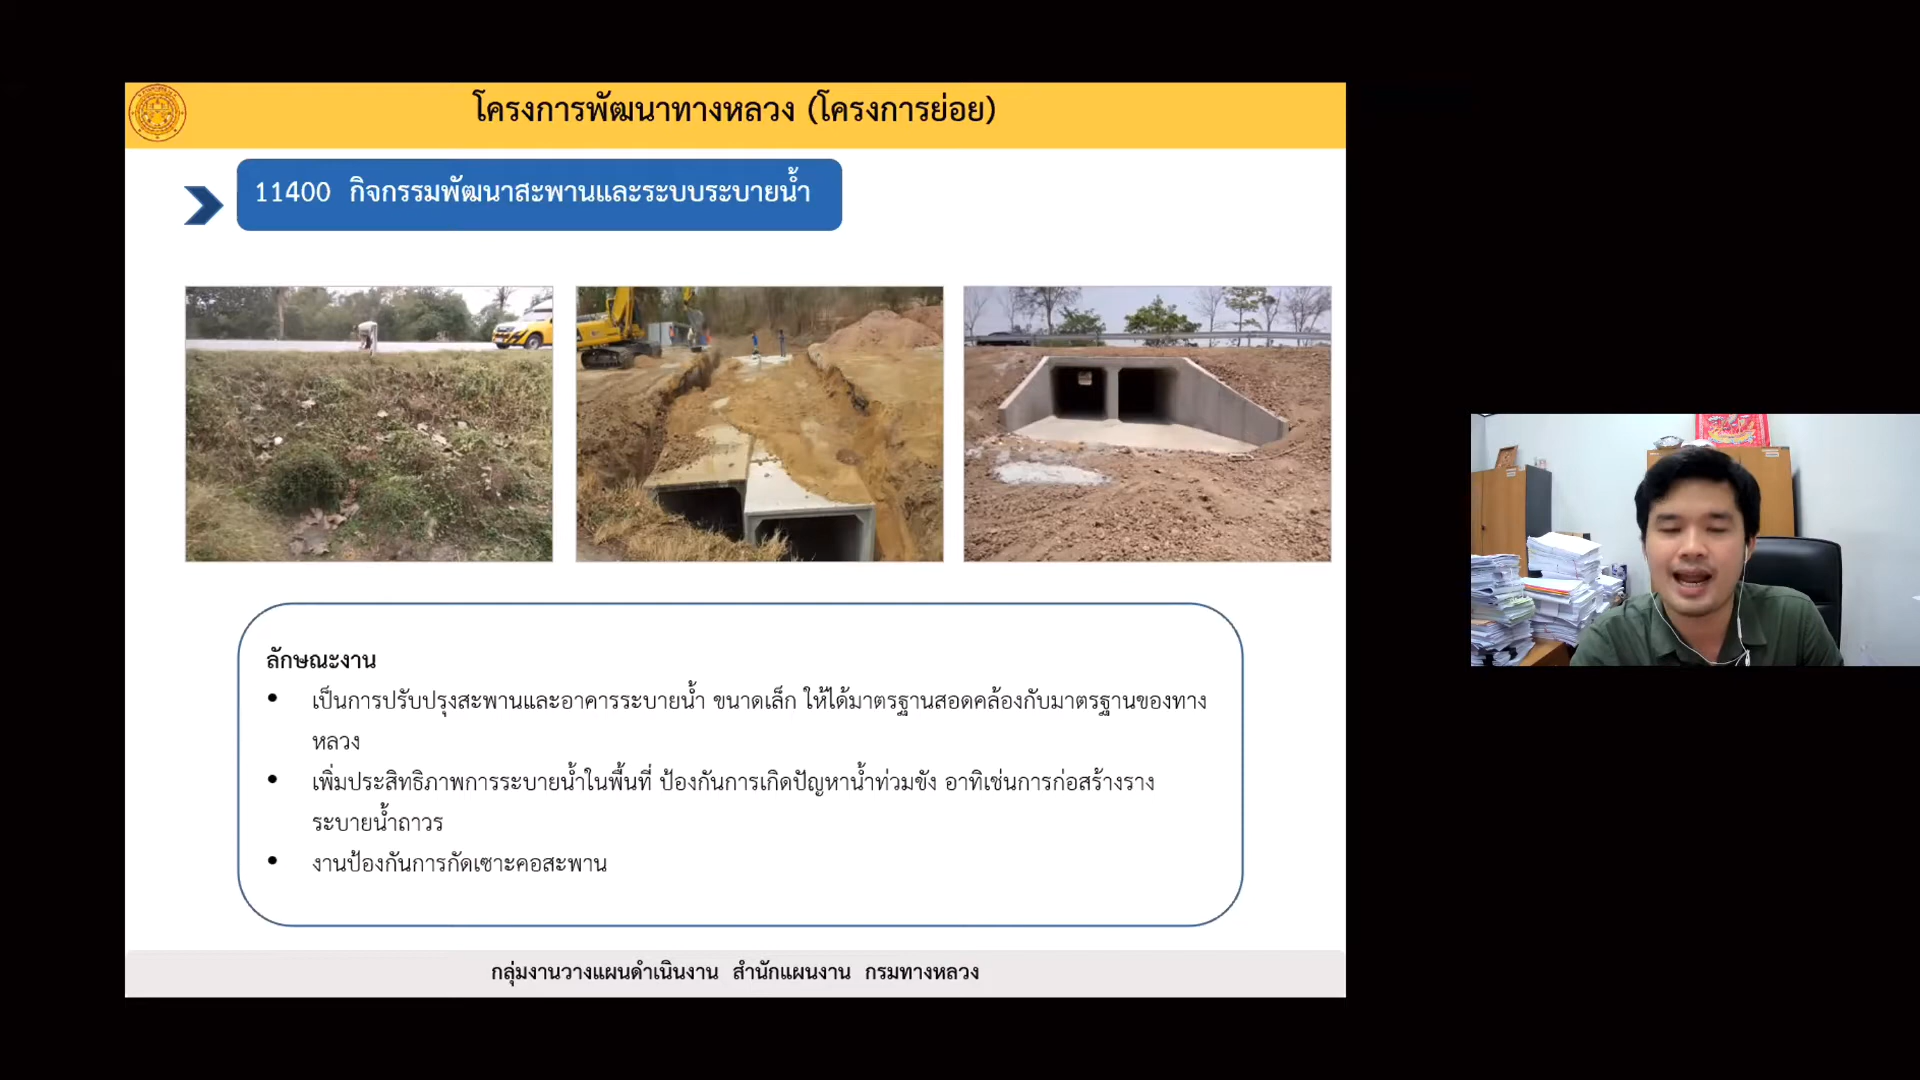 โครงการพัฒนาทางหลวง (โครงการย่อย)
11400 กิจกรรมพัฒนาสะพานและระบบระบายน้ำ
ลักษณะงาน
• เป็นการปรับปรุงสะพานและอาคารระบายน้ำ ขนาดเล็ก ให้ได้มาตรฐานสอดคล้องกับมาตรฐานของทาง
หลวง
• เพิ่มประสิทธิภาพการระบายน้ำในพื้นที่ ป้องกันการเกิดปัญหาน้ำท่วมขัง อาทิเช่นการก่อสร้างราง
ระบายน้ำถาวร
• งานป้องกันการกัดเซาะคอสะพาน
กลุ่มงานวางแผนดำเนินงาน สำนักแผนงาน กรมทางหลวง